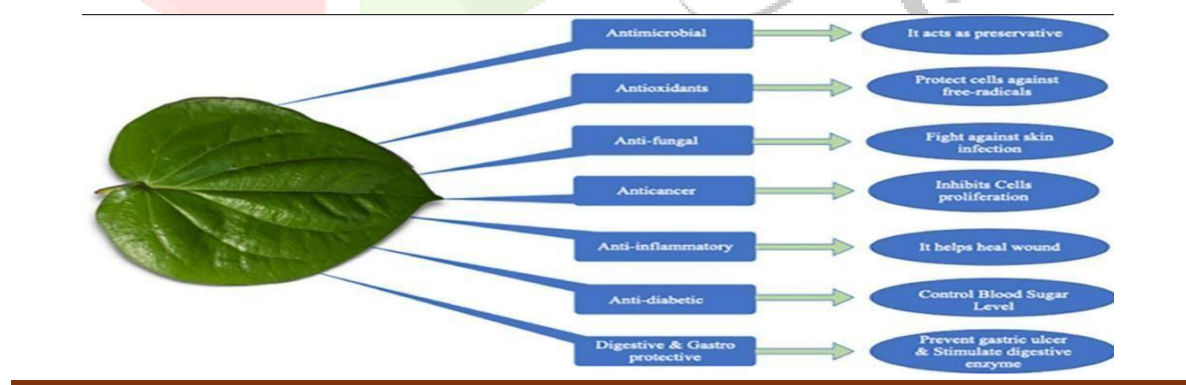 Antimicrobial
It acts as preservative
Antioxidants
Protect cells against
free-radicals
Anti-fungal
Fight against skin
infection
Anticancer
Inhibits Cells
proliferation
Anti-inflammatory
It helps heal wound
Anti-diabetic
Control Blood Sugar
Level
Digestive & Gastro
protective
Prevent gastric ulcer
& Stimulate digestive
enzyme